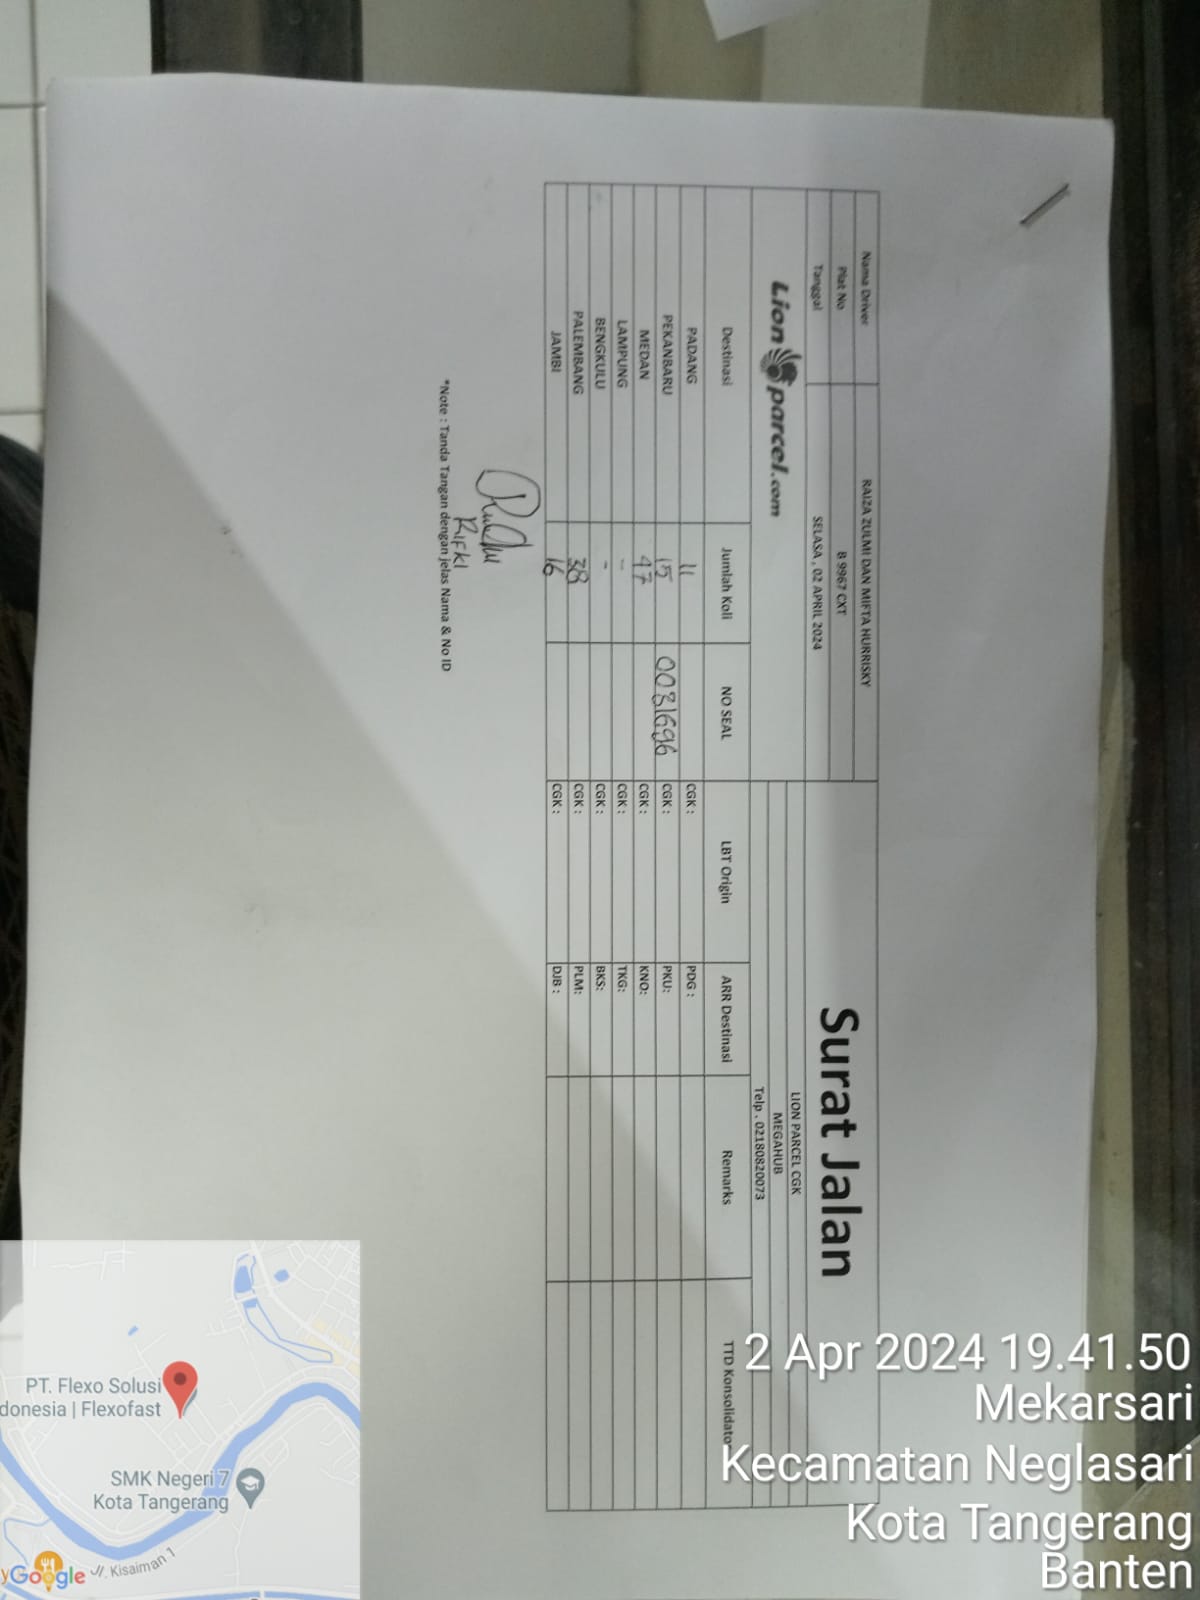 Nama Driver RAIZA ZULMI DAN MIFTA HURRISKY
Plat No B 9967 CXT
Tanggal SELASA , 02 APRIL 2024
Surat Jalan
Lion parcel.com
LION PARCEL CGK
MEGAHUB
Telp . 02180820073
Destinasi Jumlah Koli NO SEAL LBT Origin ARR Destinasi Remarks TTD Konsolidato
PADANG 11 CGK : PDG :
PEKANBARU 15 0031696 CGK : PKU:
MEDAN 47 CGK : KNO:
LAMPUNG - CGK : TKG:
BENGKULU - CGK : BKS:
PALEMBANG 38 CGK : PLM:
JAMBI 16 CGK : DJB :
RIFKI
*Note : Tanda Tangan dengan jelas Nama & No ID
2 Apr 2024 19.41.50
Mekarsari
Kecamatan Neglasari
Kota Tangerang
Banten
PT. Flexo Solusi
donesia | Flexofast
SMK Negeri 7
Kota Tangerang
Jl. Kisaiman 1
Google